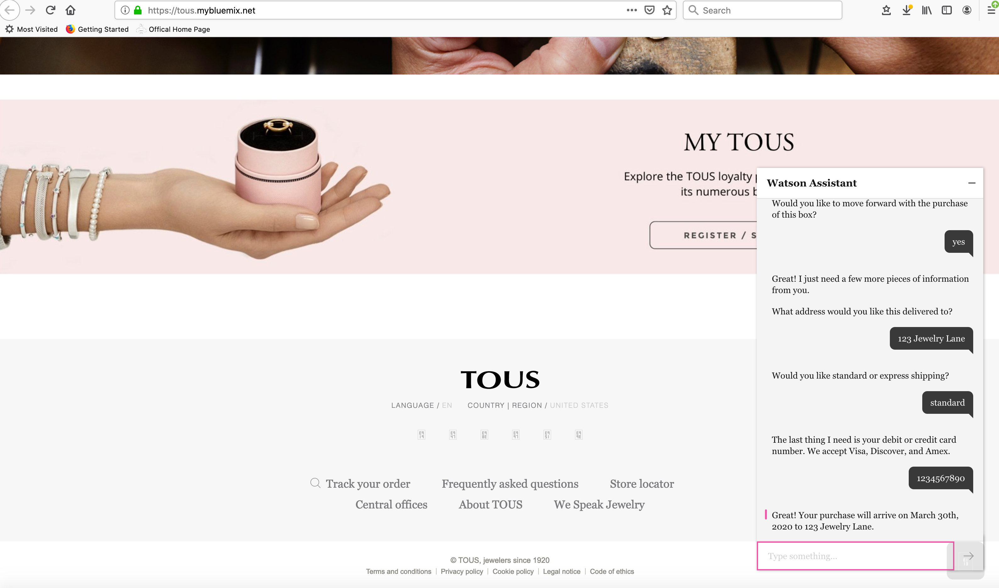 https://tous.mybluemix.net
Search
Most Visited
Getting Started
Offical Home Page
MY TOUS
Explore the TOUS loyalty
its numerous
REGISTER / S
Watson Assistant
Would you like to move forward with the purchase
of this box?
yes
Great! I just need a few more pieces of information
from you.
What address would you like this delivered to?
123 Jewelry Lane
Would you like standard or express shipping?
standard
The last thing I need is your debit or credit card
number. We accept Visa, Discover, and Amex.
1234567890
Great! Your purchase will arrive on March 30th,
2020 to 123 Jewelry Lane.
Type something...
TOUS
LANGUAGE / EN COUNTRY | REGION / UNITED STATES
E919 E947 E98E E997 E951 E99E
Track your order Frequently asked questions Store locator
Central offices About TOUS We Speak Jewelry
© TOUS, jewelers since 1920
Terms and conditions | Privacy policy | Cookie policy | Legal notice | Code of ethics